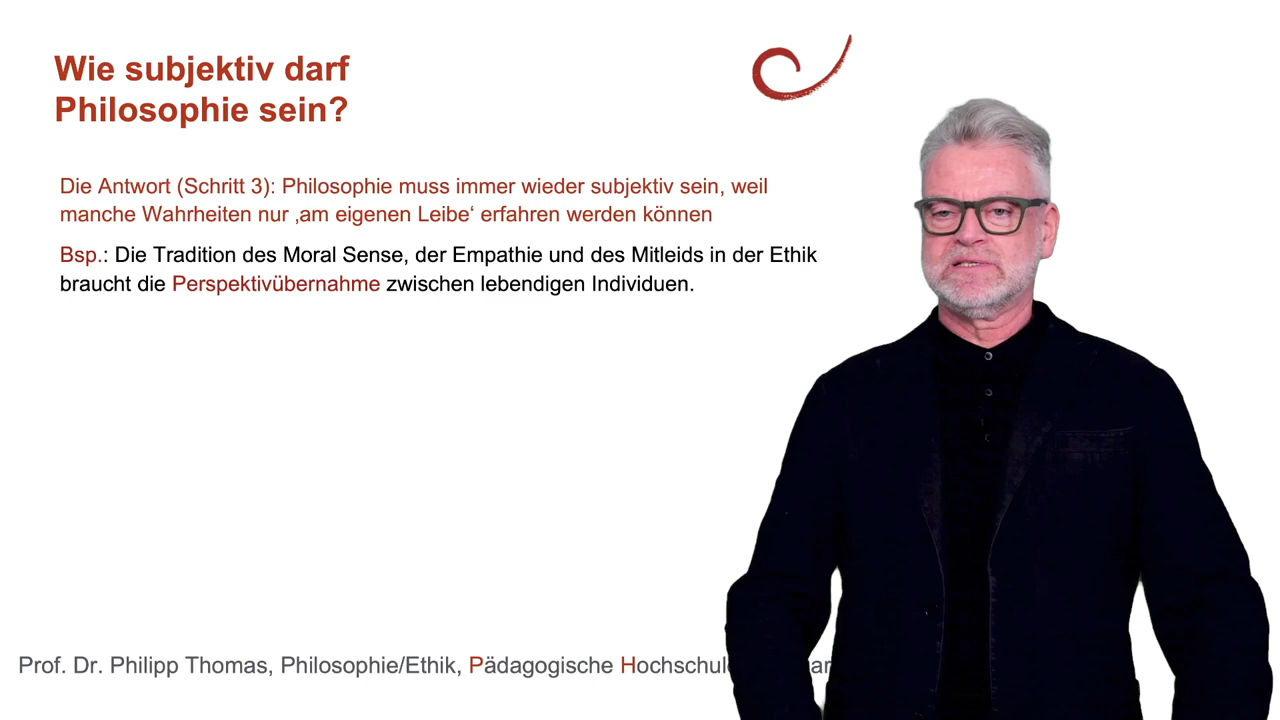 Wie subjektiv darf
Philosophie sein?
Die Antwort (Schritt 3): Philosophie muss immer wieder subjektiv sein, weil
manche Wahrheiten nur ‚am eigenen Leibe‘ erfahren werden können
Bsp.: Die Tradition des Moral Sense, der Empathie und des Mitleids in der Ethik
braucht die Perspektivübernahme zwischen lebendigen Individuen.
Prof. Dr. Philipp Thomas, Philosophie/Ethik, Pädagogische